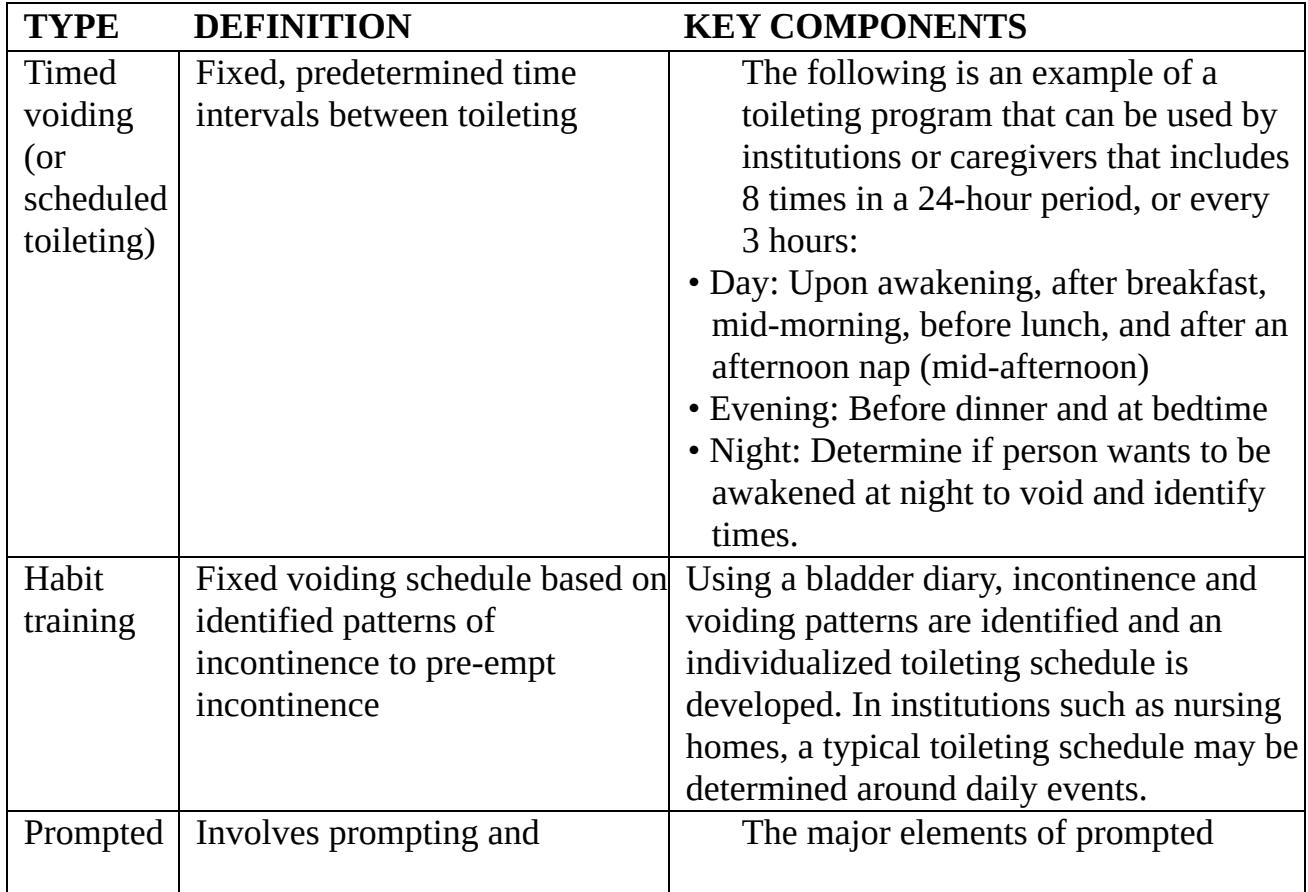 TYPE DEFINITION KEY COMPONENTS
Timed
voiding
(or
scheduled
toileting)
Fixed, predetermined time
intervals between toileting
The following is an example of a
toileting program that can be used by
institutions or caregivers that includes
8 times in a 24-hour period, or every
3 hours:
• Day: Upon awakening, after breakfast,
mid-morning, before lunch, and after an
afternoon nap (mid-afternoon)
• Evening: Before dinner and at bedtime
• Night: Determine if person wants to be
awakened at night to void and identify
times.
Habit
training
Fixed voiding schedule based on
identified patterns of
incontinence to pre-empt
incontinence
Using a bladder diary, incontinence and
voiding patterns are identified and an
individualized toileting schedule is
developed. In institutions such as nursing
homes, a typical toileting schedule may be
determined around daily events.
Prompted
Involves prompting and
The major elements of prompted